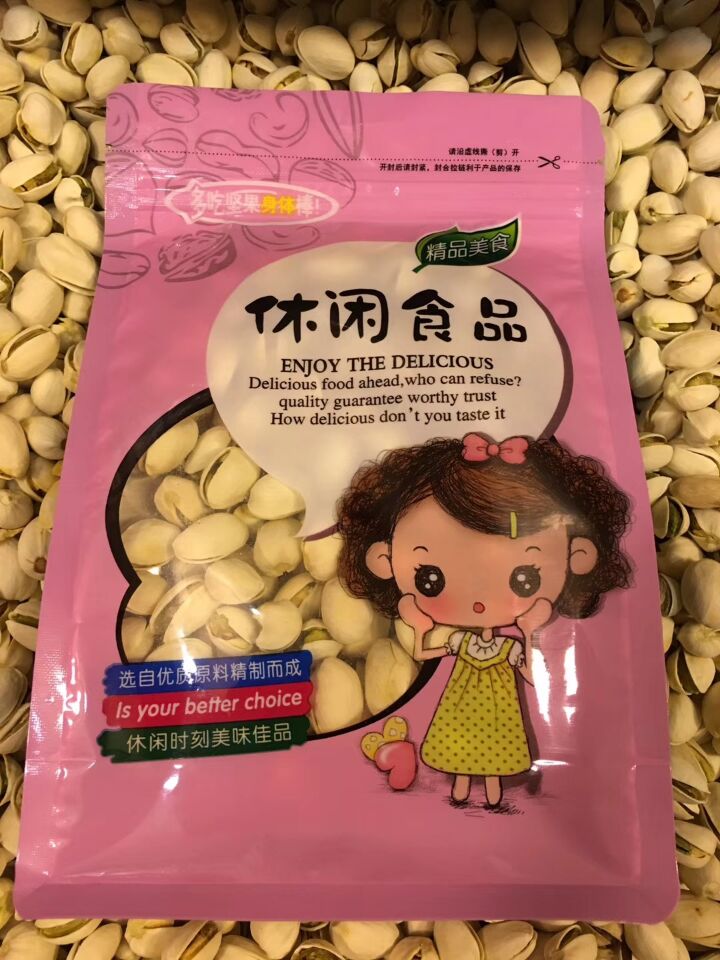 请沿虚线撕（剪）开
开封后请封紧，封合拉链利于产品的保存
多吃坚果身体棒!
精品美食
休闲食品
ENJOY THE DELICIOUS
Delicious food ahead,who can refuse?
quality guarantee worthy trust
How delicious don't you taste it
选自优质原料精制而成
Is your better choice
休闲时刻美味佳品